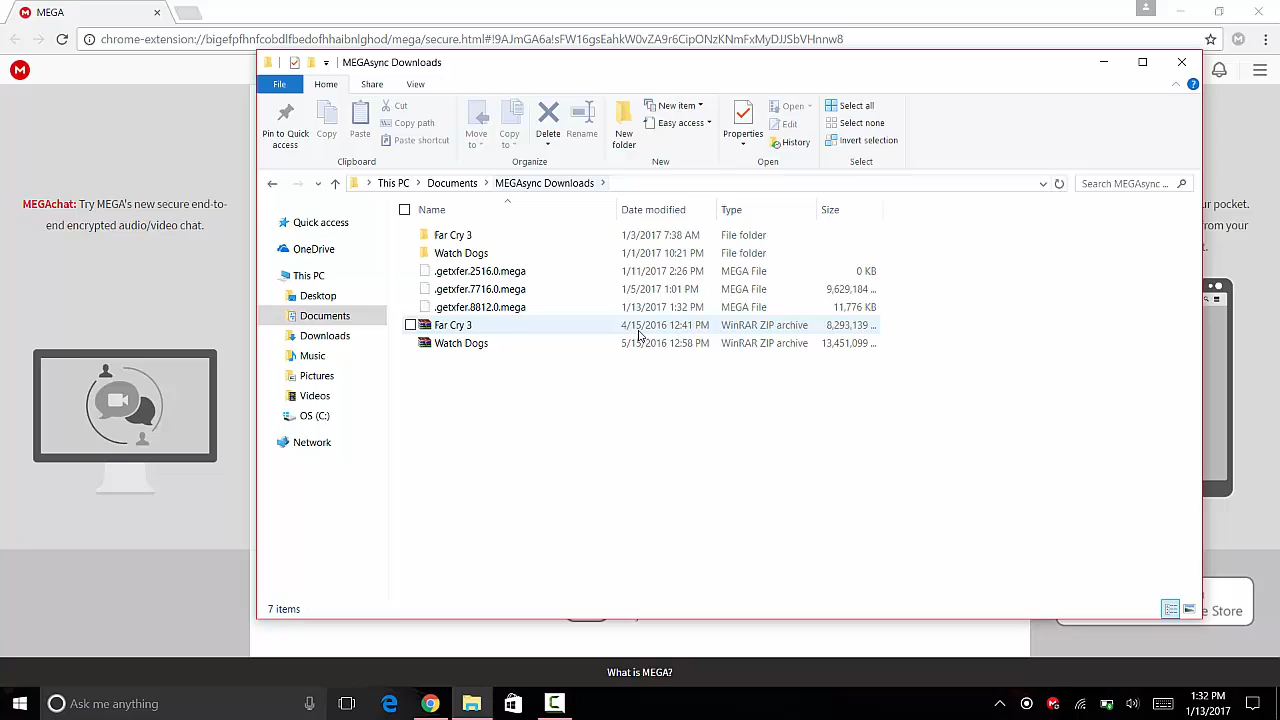 MEGA
chrome-extension://bigefpfhnfcobdlfbedofhhaibnlghod/mega/secure.html#!9AJmGA6a!sFW16gsEahkW0vZA9r6CipONzKNmFxMyDJJSbVHnnw8
MEGAsync Downloads
File Home Share View
Pin to Quick access
Copy
Paste
Cut
Copy path
Paste shortcut
Clipboard
Move to
Copy to
Delete
Rename
Organize
New folder
New item
Easy access
New
Properties
Open
Edit
History
Open
Select all
Select none
Invert selection
Select
This PC > Documents > MEGAsync Downloads >
Search MEGAsync ...
MEGAchat: Try MEGA's new secure end-to-
end encrypted audio/video chat.
Quick access
OneDrive
This PC
Desktop
Documents
Downloads
Music
Pictures
Videos
OS (C:)
Network
Name Date modified Type Size
Far Cry 3 1/3/2017 7:38 AM File folder
Watch Dogs 1/1/2017 10:21 PM File folder
.getxfer.2516.0.mega 1/11/2017 2:26 PM MEGA File 0 KB
.getxfer.7716.0.mega 1/5/2017 1:01 PM MEGA File 9,629,184 ...
.getxfer.8812.0.mega 1/13/2017 1:32 PM MEGA File 11,776 KB
Far Cry 3 4/15/2016 12:41 PM WinRAR ZIP archive 8,293,139 ...
Watch Dogs 5/15/2016 12:58 PM WinRAR ZIP archive 13,451,099 ...
7 items
pocket.
from your
Store
What is MEGA?
Ask me anything
1:32 PM
1/13/2017